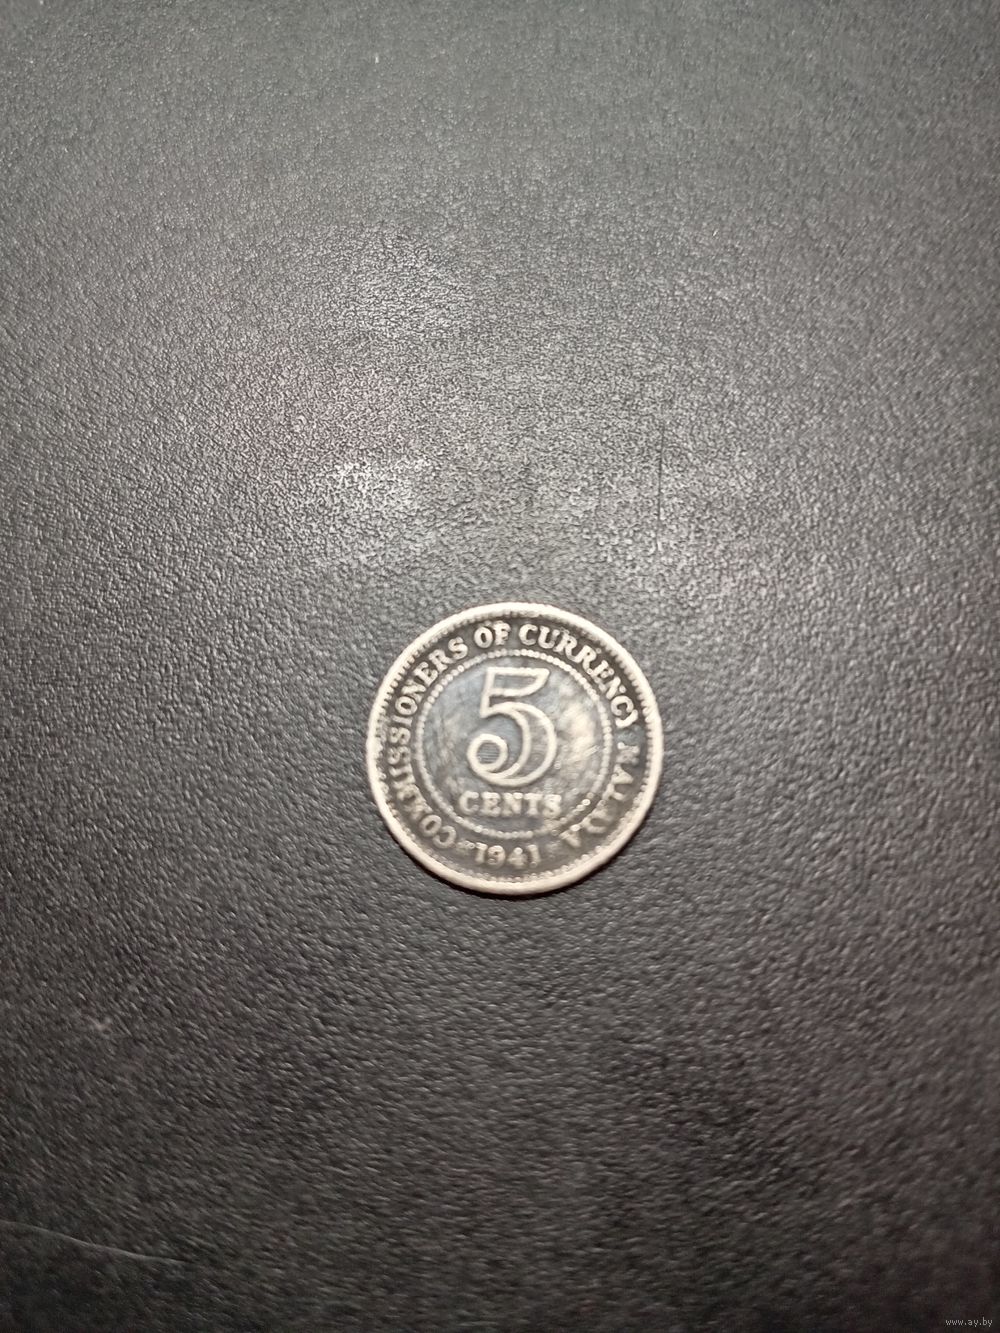 COMMISSIONERS OF CURRENCY MALAYA
5
CENTS
1941
www.ay.by